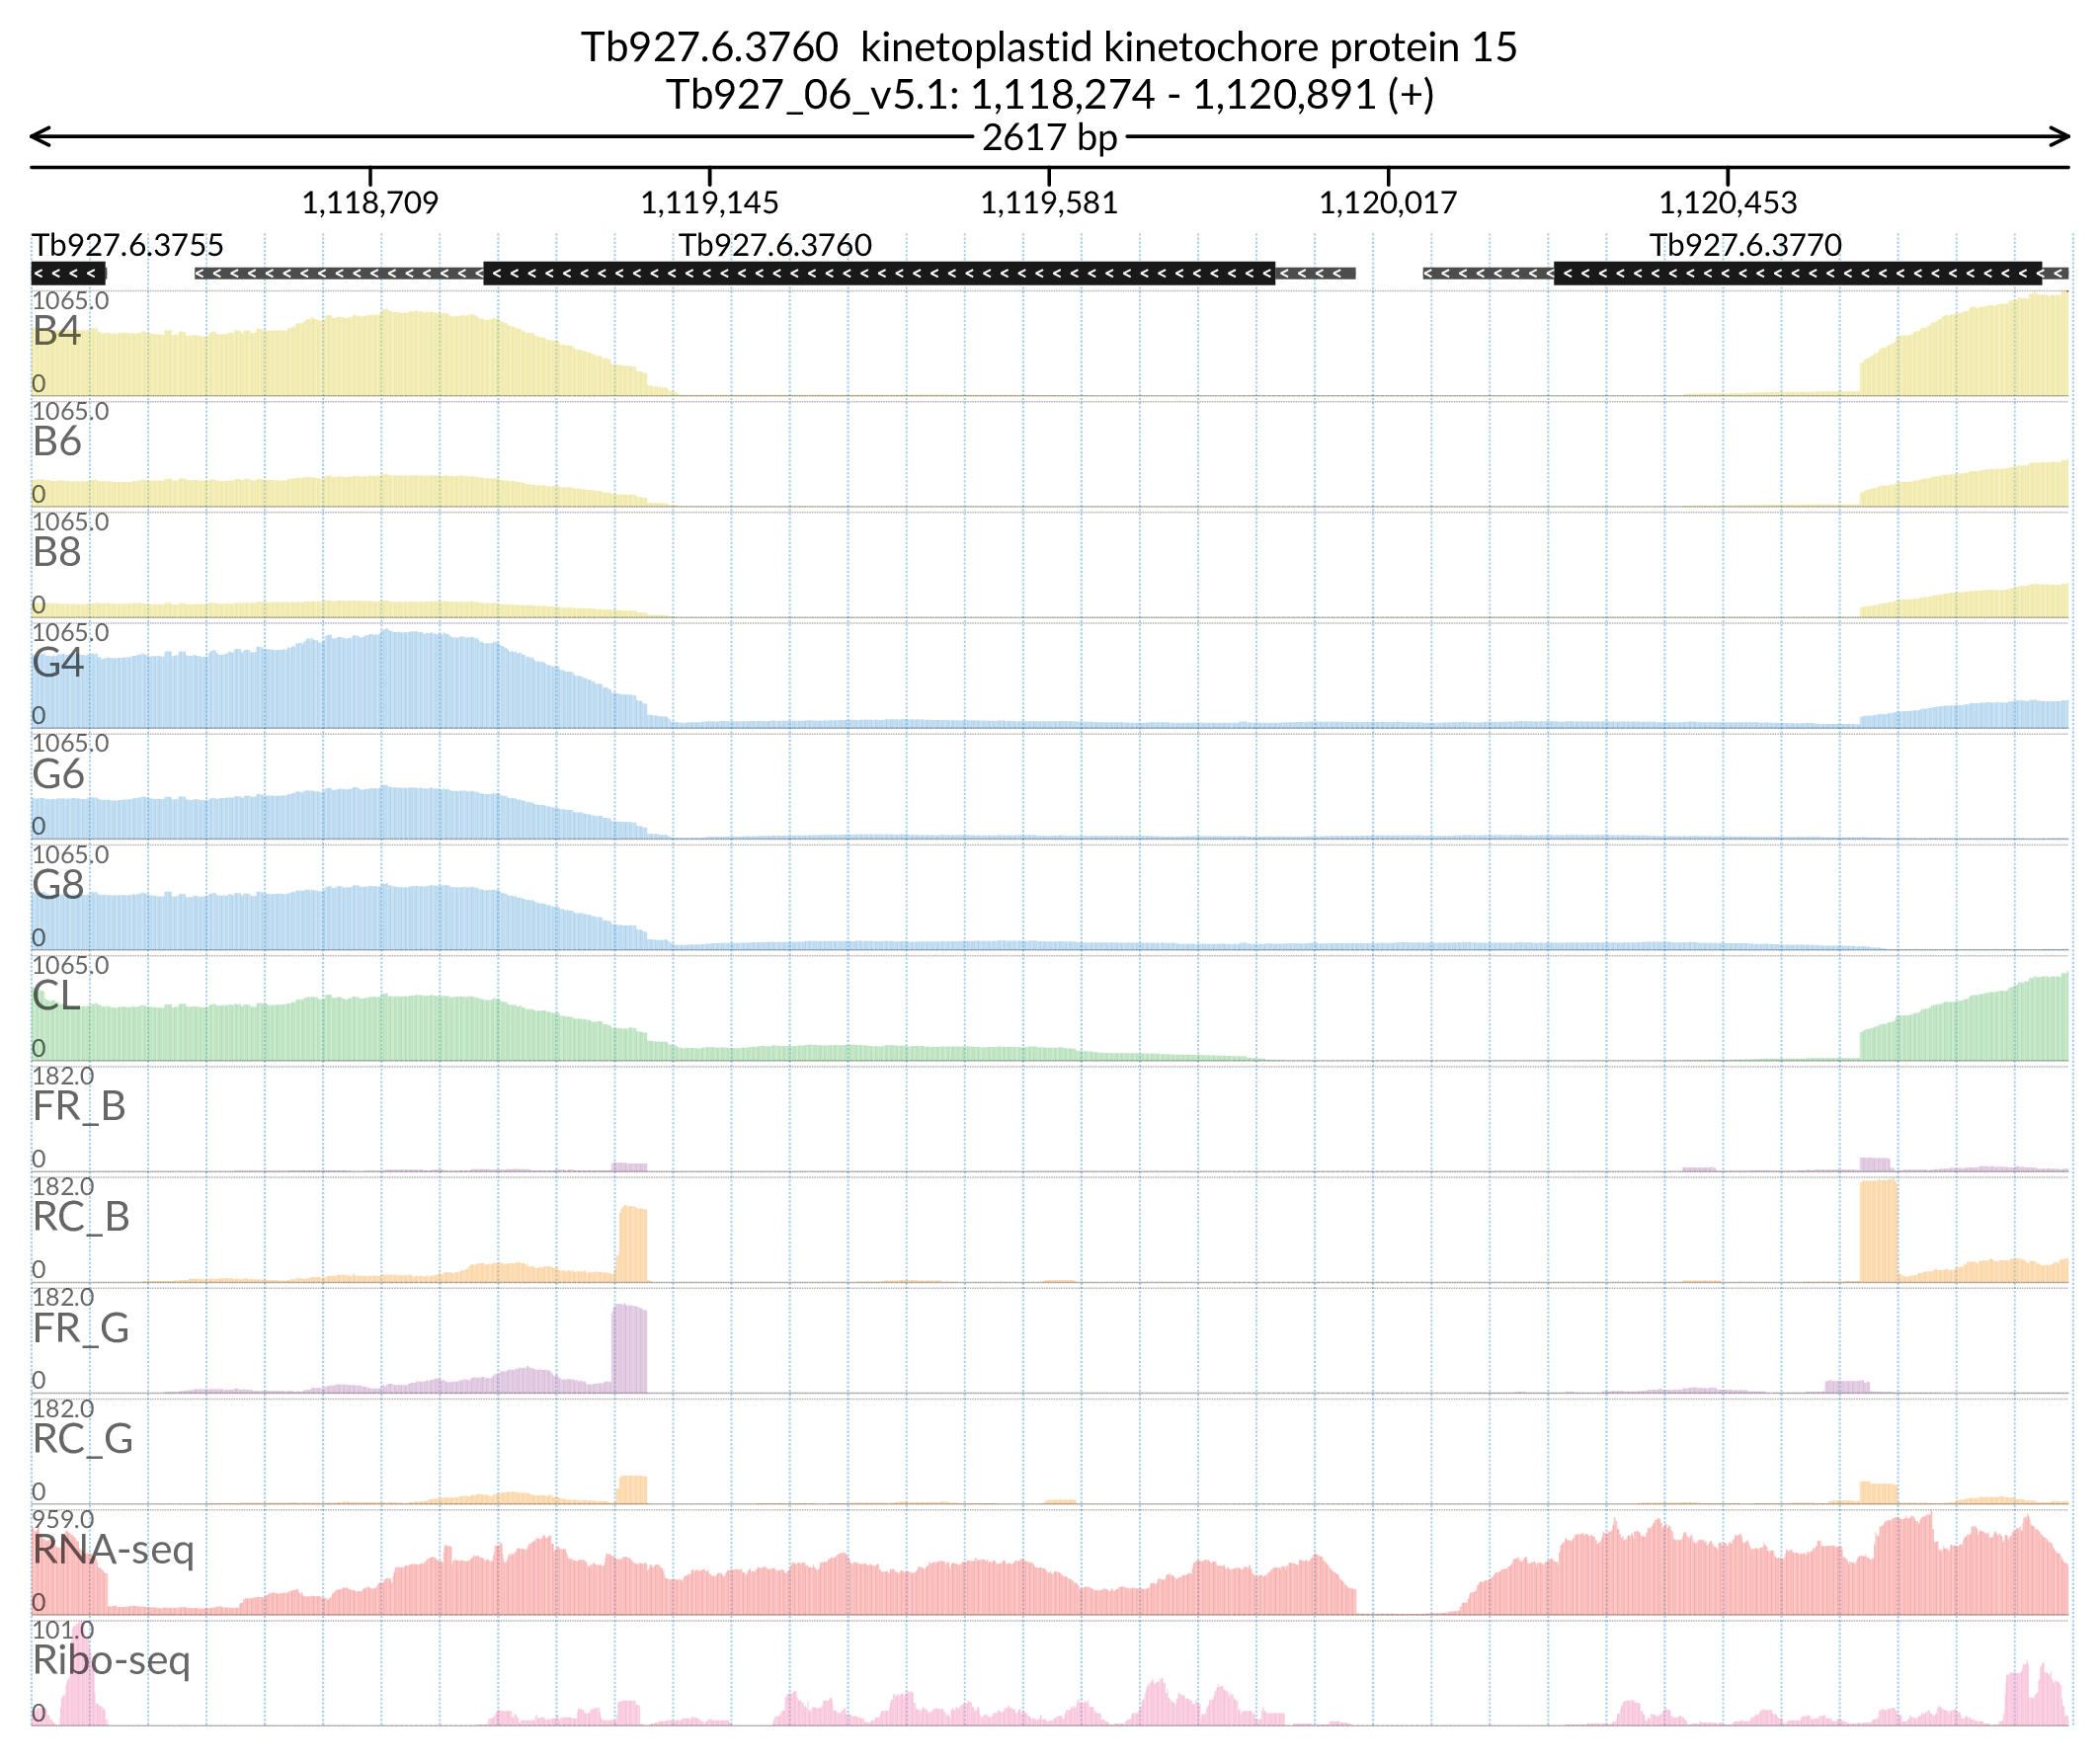 Tb927.6.3760  kinetoplastid kinetochore protein 15
Tb927_06_v5.1: 1,118,274 - 1,120,891 (+)
2617 bp
1,118,709 1,119,145 1,119,581 1,120,017 1,120,453
Tb927.6.3755 Tb927.6.3760 Tb927.6.3770
1065.0
B4
0
1065.0
B6
0
1065.0
B8
0
1065.0
G4
0
1065.0
G6
0
1065.0
G8
0
1065.0
CL
0
182.0
FR_B
0
182.0
RC_B
0
182.0
FR_G
0
182.0
RC_G
0
959.0
RNA-seq
0
101.0
Ribo-seq
0